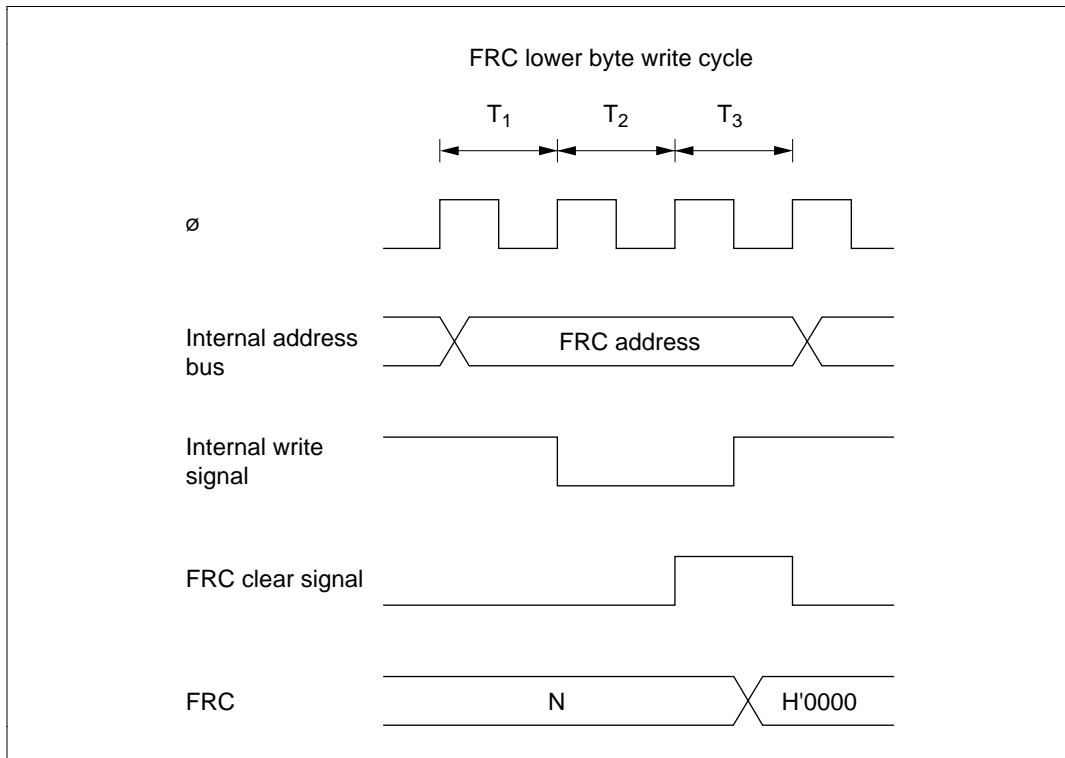 FRC lower byte write cycle
T1 T2 T3
ø
Internal address
bus
FRC address
Internal write
signal
FRC clear signal
FRC
N
H'0000